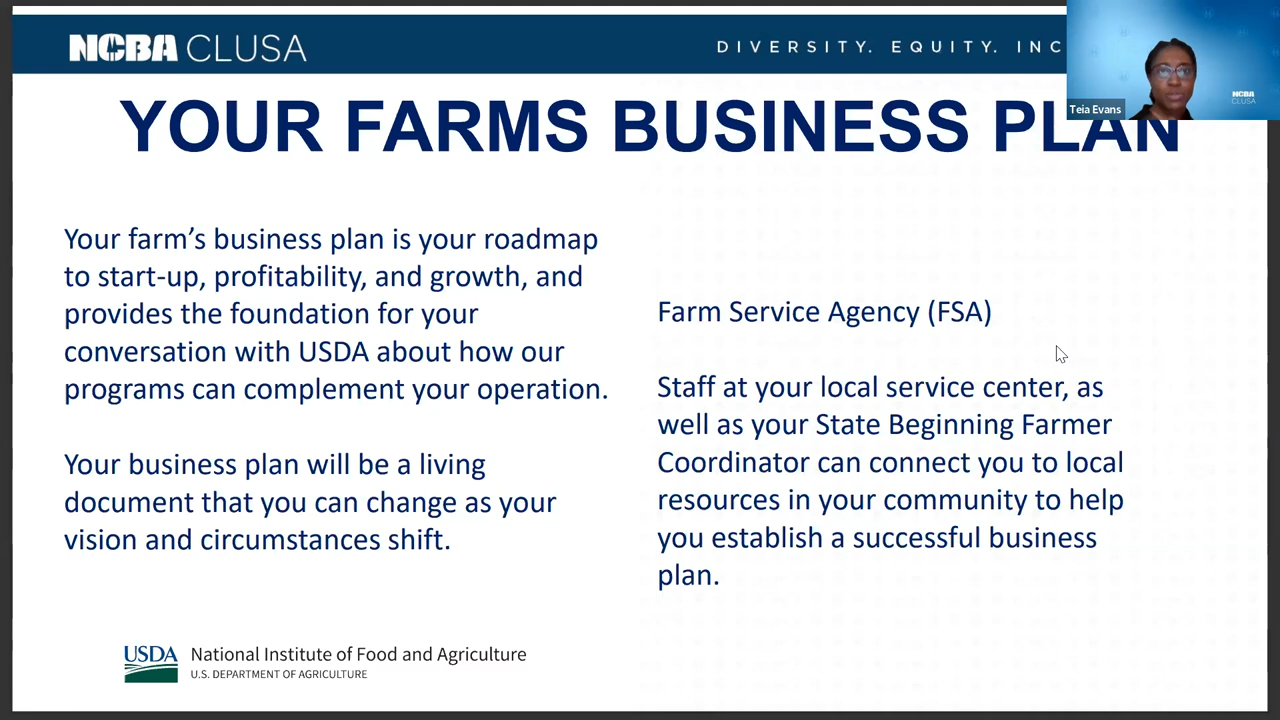 NCBA CLUSA
DIVERSITY. EQUITY. INC
Teia Evans
NCBA
CLUSA
YOUR FARMS BUSINESS PLAN
Your farm’s business plan is your roadmap
to start-up, profitability, and growth, and
provides the foundation for your
conversation with USDA about how our
programs can complement your operation.
Your business plan will be a living
document that you can change as your
vision and circumstances shift.
Farm Service Agency (FSA)
Staff at your local service center, as
well as your State Beginning Farmer
Coordinator can connect you to local
resources in your community to help
you establish a successful business
plan.
USDA
National Institute of Food and Agriculture
U.S. DEPARTMENT OF AGRICULTURE